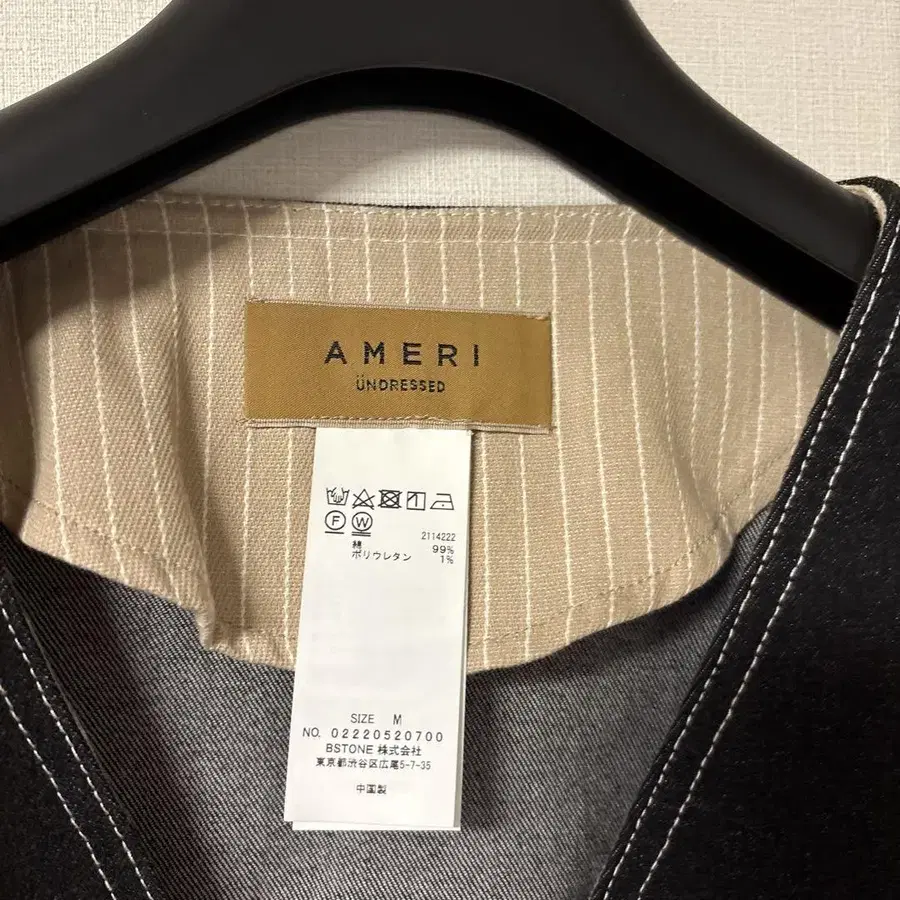 AMERI
ÜNDRESSED
F W
2114222
綿 99%
ポリウレタン 1%
SIZE M
NO. 02220520700
BSTONE 株式会社
東京都渋谷区広尾5-7-35
中国製